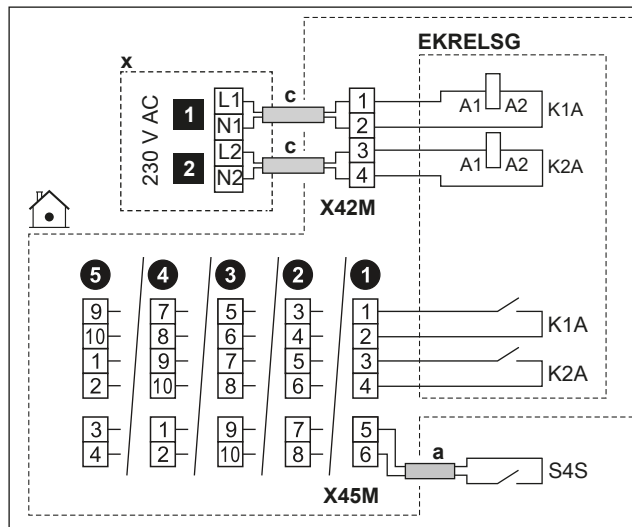 EKRELSG
x
230 V AC
1
2
L1
N1
L2
N2
c
c
1
2
3
4
X42M
A1 A2
K1A
A1 A2
K2A
5 4 3 2 1
9 7 5 3 1
10 8 6 4 2
1 9 7 5 3
2 10 8 6 4
K1A
K2A
3 1 9 7 5
4 2 10 8 6
a
S4S
X45M